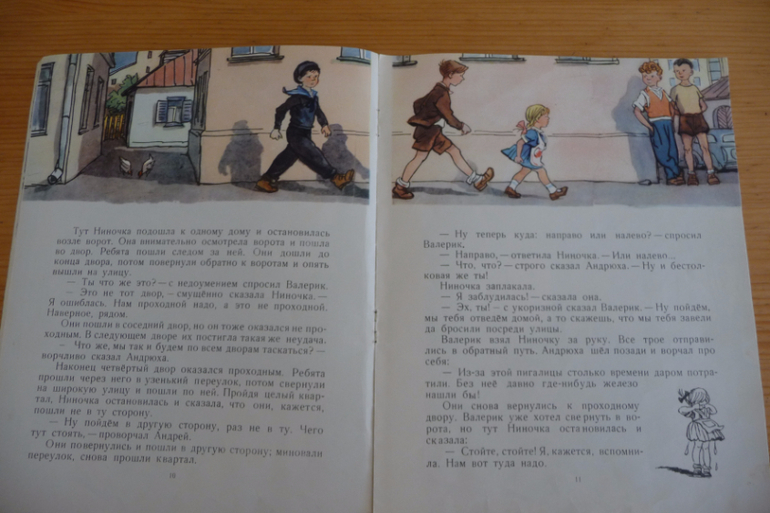 Тут Ниночка подошла к одному дому и остановилась
возле ворот. Она внимательно осмотрела ворота и пошла
во двор. Ребята пошли следом за ней. Они дошли до
конца двора, потом повернули обратно к воротам и опять
вышли на улицу.
— Ты что же это? — с недоумением спросил Валерик.
— Это не тот двор, — смущённо сказала Ниночка. —
Я ошиблась. Нам проходной надо, а это не проходной.
Наверное, рядом.
Они пошли в соседний двор, но он тоже оказался не про-
ходным. В следующем дворе их постигла такая же неудача.
— Что же, мы так и будем по всем дворам таскаться? —
ворчливо сказал Андрюха.
Наконец четвёртый двор оказался проходным. Ребята
прошли через него в узенький переулок, потом свернули
на широкую улицу и пошли по ней. Пройдя целый квар-
тал, Ниночка остановилась и сказала, что они, кажется,
пошли не в ту сторону.
— Ну пойдём в другую сторону, раз не в ту. Чего
тут стоять, — проворчал Андрей.
Они повернулись и пошли в другую сторону; миновали
переулок, снова прошли квартал.
10
— Ну теперь куда: направо или налево? — спросил
Валерик.
— Направо, — ответила Ниночка. — Или налево...
— Что, что? — строго сказал Андрюха. — Ну и бестол-
ковая же ты!
Ниночка заплакала.
— Я заблудилась! — сказала она.
— Эх, ты! — с укоризной сказал Валерик. — Ну пойдём,
мы тебя отведём домой, а то скажешь, что мы тебя завели
да бросили посреди улицы.
Валерик взял Ниночку за руку. Все трое отправи-
лись в обратный путь. Андрюха шёл позади и ворчал про
себя:
— Из-за этой пигалицы столько времени даром потра-
тили. Без неё давно где-нибудь железо
нашли бы!
Они снова вернулись к проходному
двору. Валерик уже хотел свернуть в во-
рота, но тут Ниночка остановилась и
сказала:
— Стойте, стойте! Я, кажется, вспомни-
ла. Нам вот туда надо.
11